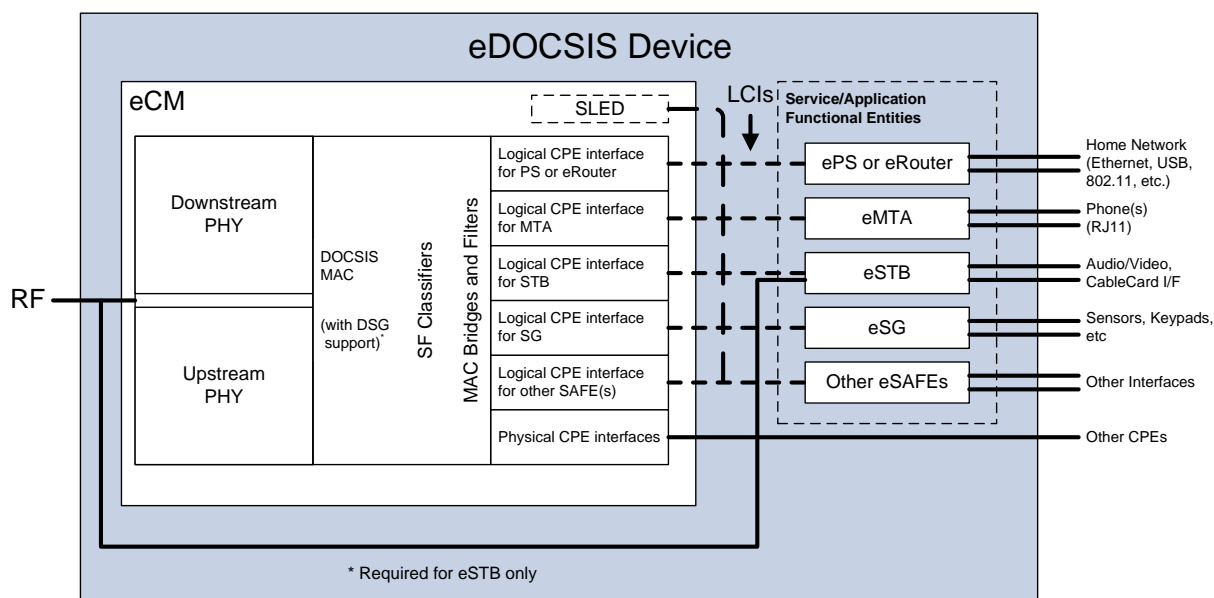 eDOCSIS Device
eCM
SLED
LCIs
Service/Application
Functional Entities
RF
Downstream
PHY
Upstream
PHY
DOCSIS
MAC
(with DSG
support)*
SF Classifiers
MAC Bridges and Filters
Logical CPE interface
for PS or eRouter
Logical CPE interface
for MTA
Logical CPE interface
for STB
Logical CPE interface
for SG
Logical CPE interface
for other SAFE(s)
Physical CPE interfaces
ePS or eRouter
eMTA
eSTB
eSG
Other eSAFEs
Home Network
(Ethernet, USB,
802.11, etc.)
Phone(s)
(RJ11)
Audio/Video,
CableCard I/F
Sensors, Keypads,
etc
Other Interfaces
Other CPEs
* Required for eSTB only